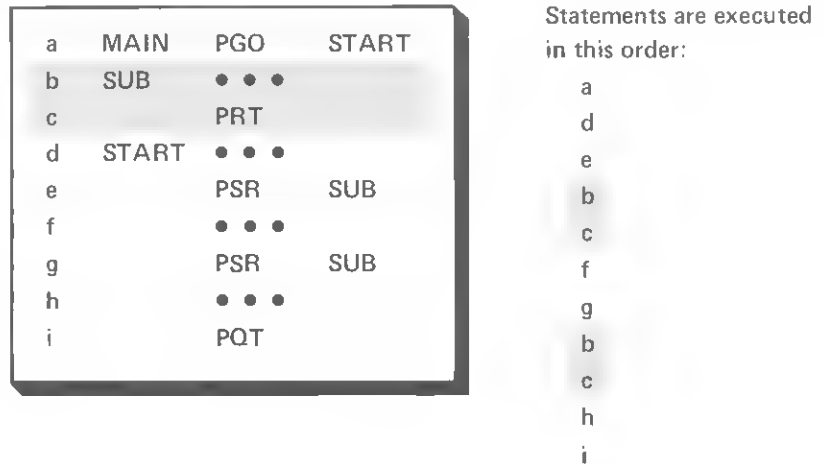 a MAIN PGO START
b SUB • • •
c PRT
d START • • •
e PSR SUB
f • • •
g PSR SUB
h • • •
i PQT
Statements are executed
in this order:
a
d
e
b
c
f
g
b
c
h
i